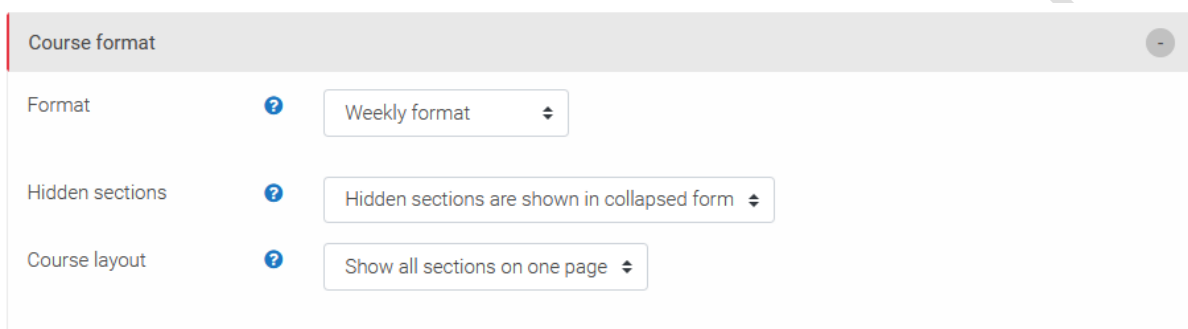 Course format
-
Format
?
Weekly format
Hidden sections
?
Hidden sections are shown in collapsed form
Course layout
?
Show all sections on one page